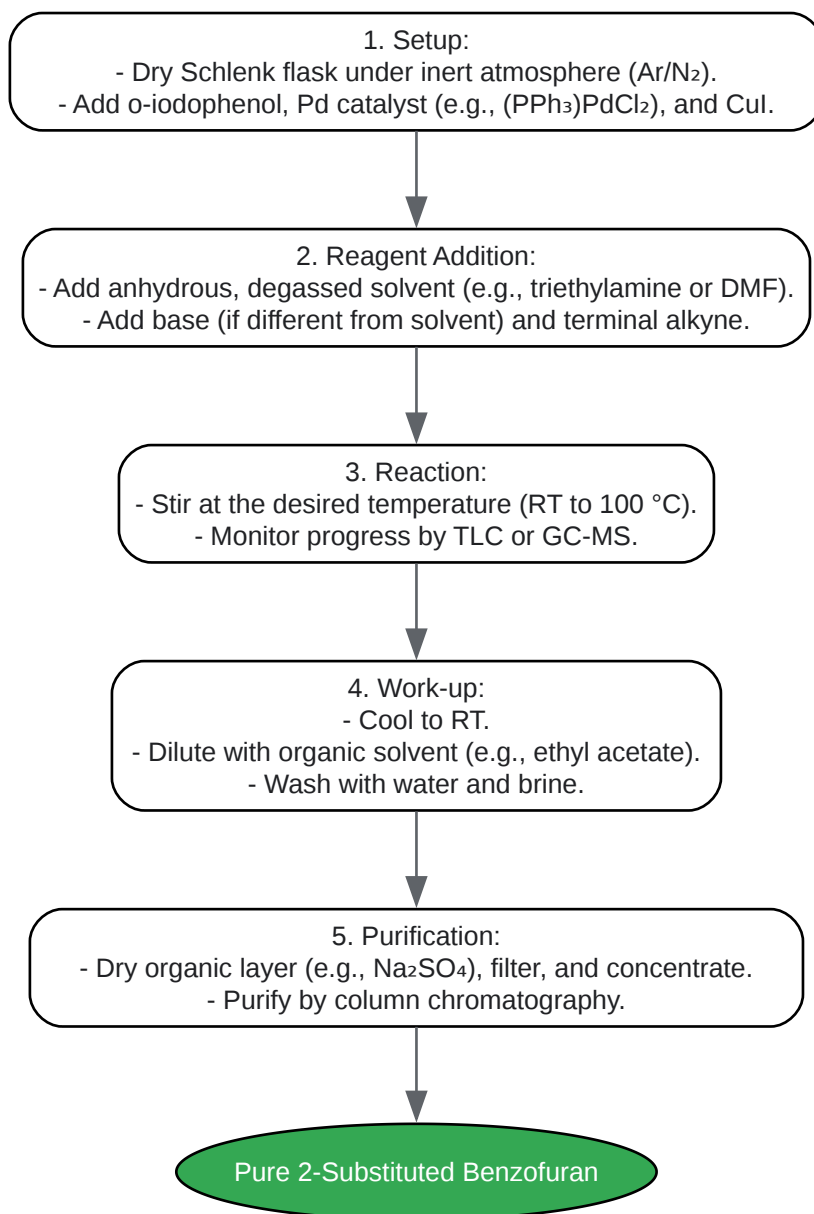 1. Setup:
- Dry Schlenk flask under inert atmosphere (Ar/N₂).
- Add o-iodophenol, Pd catalyst (e.g., (PPh₃)PdCl₂), and CuI.
2. Reagent Addition:
- Add anhydrous, degassed solvent (e.g., triethylamine or DMF).
- Add base (if different from solvent) and terminal alkyne.
3. Reaction:
- Stir at the desired temperature (RT to 100 °C).
- Monitor progress by TLC or GC-MS.
4. Work-up:
- Cool to RT.
- Dilute with organic solvent (e.g., ethyl acetate).
- Wash with water and brine.
5. Purification:
- Dry organic layer (e.g., Na₂SO₄), filter, and concentrate.
- Purify by column chromatography.
Pure 2-Substituted Benzofuran